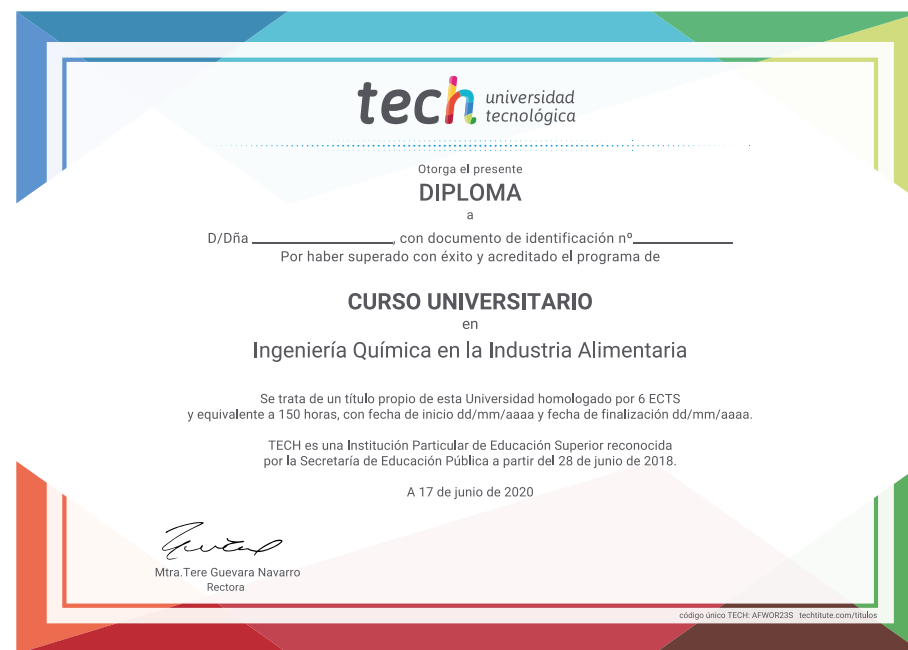 tech universidad
tecnológica
Otorga el presente
DIPLOMA
a
D/Dña ____________________, con documento de identificación nº______________
Por haber superado con éxito y acreditado el programa de
CURSO UNIVERSITARIO
en
Ingeniería Química en la Industria Alimentaria
Se trata de un título propio de esta Universidad homologado por 6 ECTS
y equivalente a 150 horas, con fecha de inicio dd/mm/aaaa y fecha de finalización dd/mm/aaaa.
TECH es una Institución Particular de Educación Superior reconocida
por la Secretaría de Educación Pública a partir del 28 de junio de 2018.
A 17 de junio de 2020
Mtra.Tere Guevara Navarro
Rectora
código único TECH: AFWOR23S techtitute.com/titulos